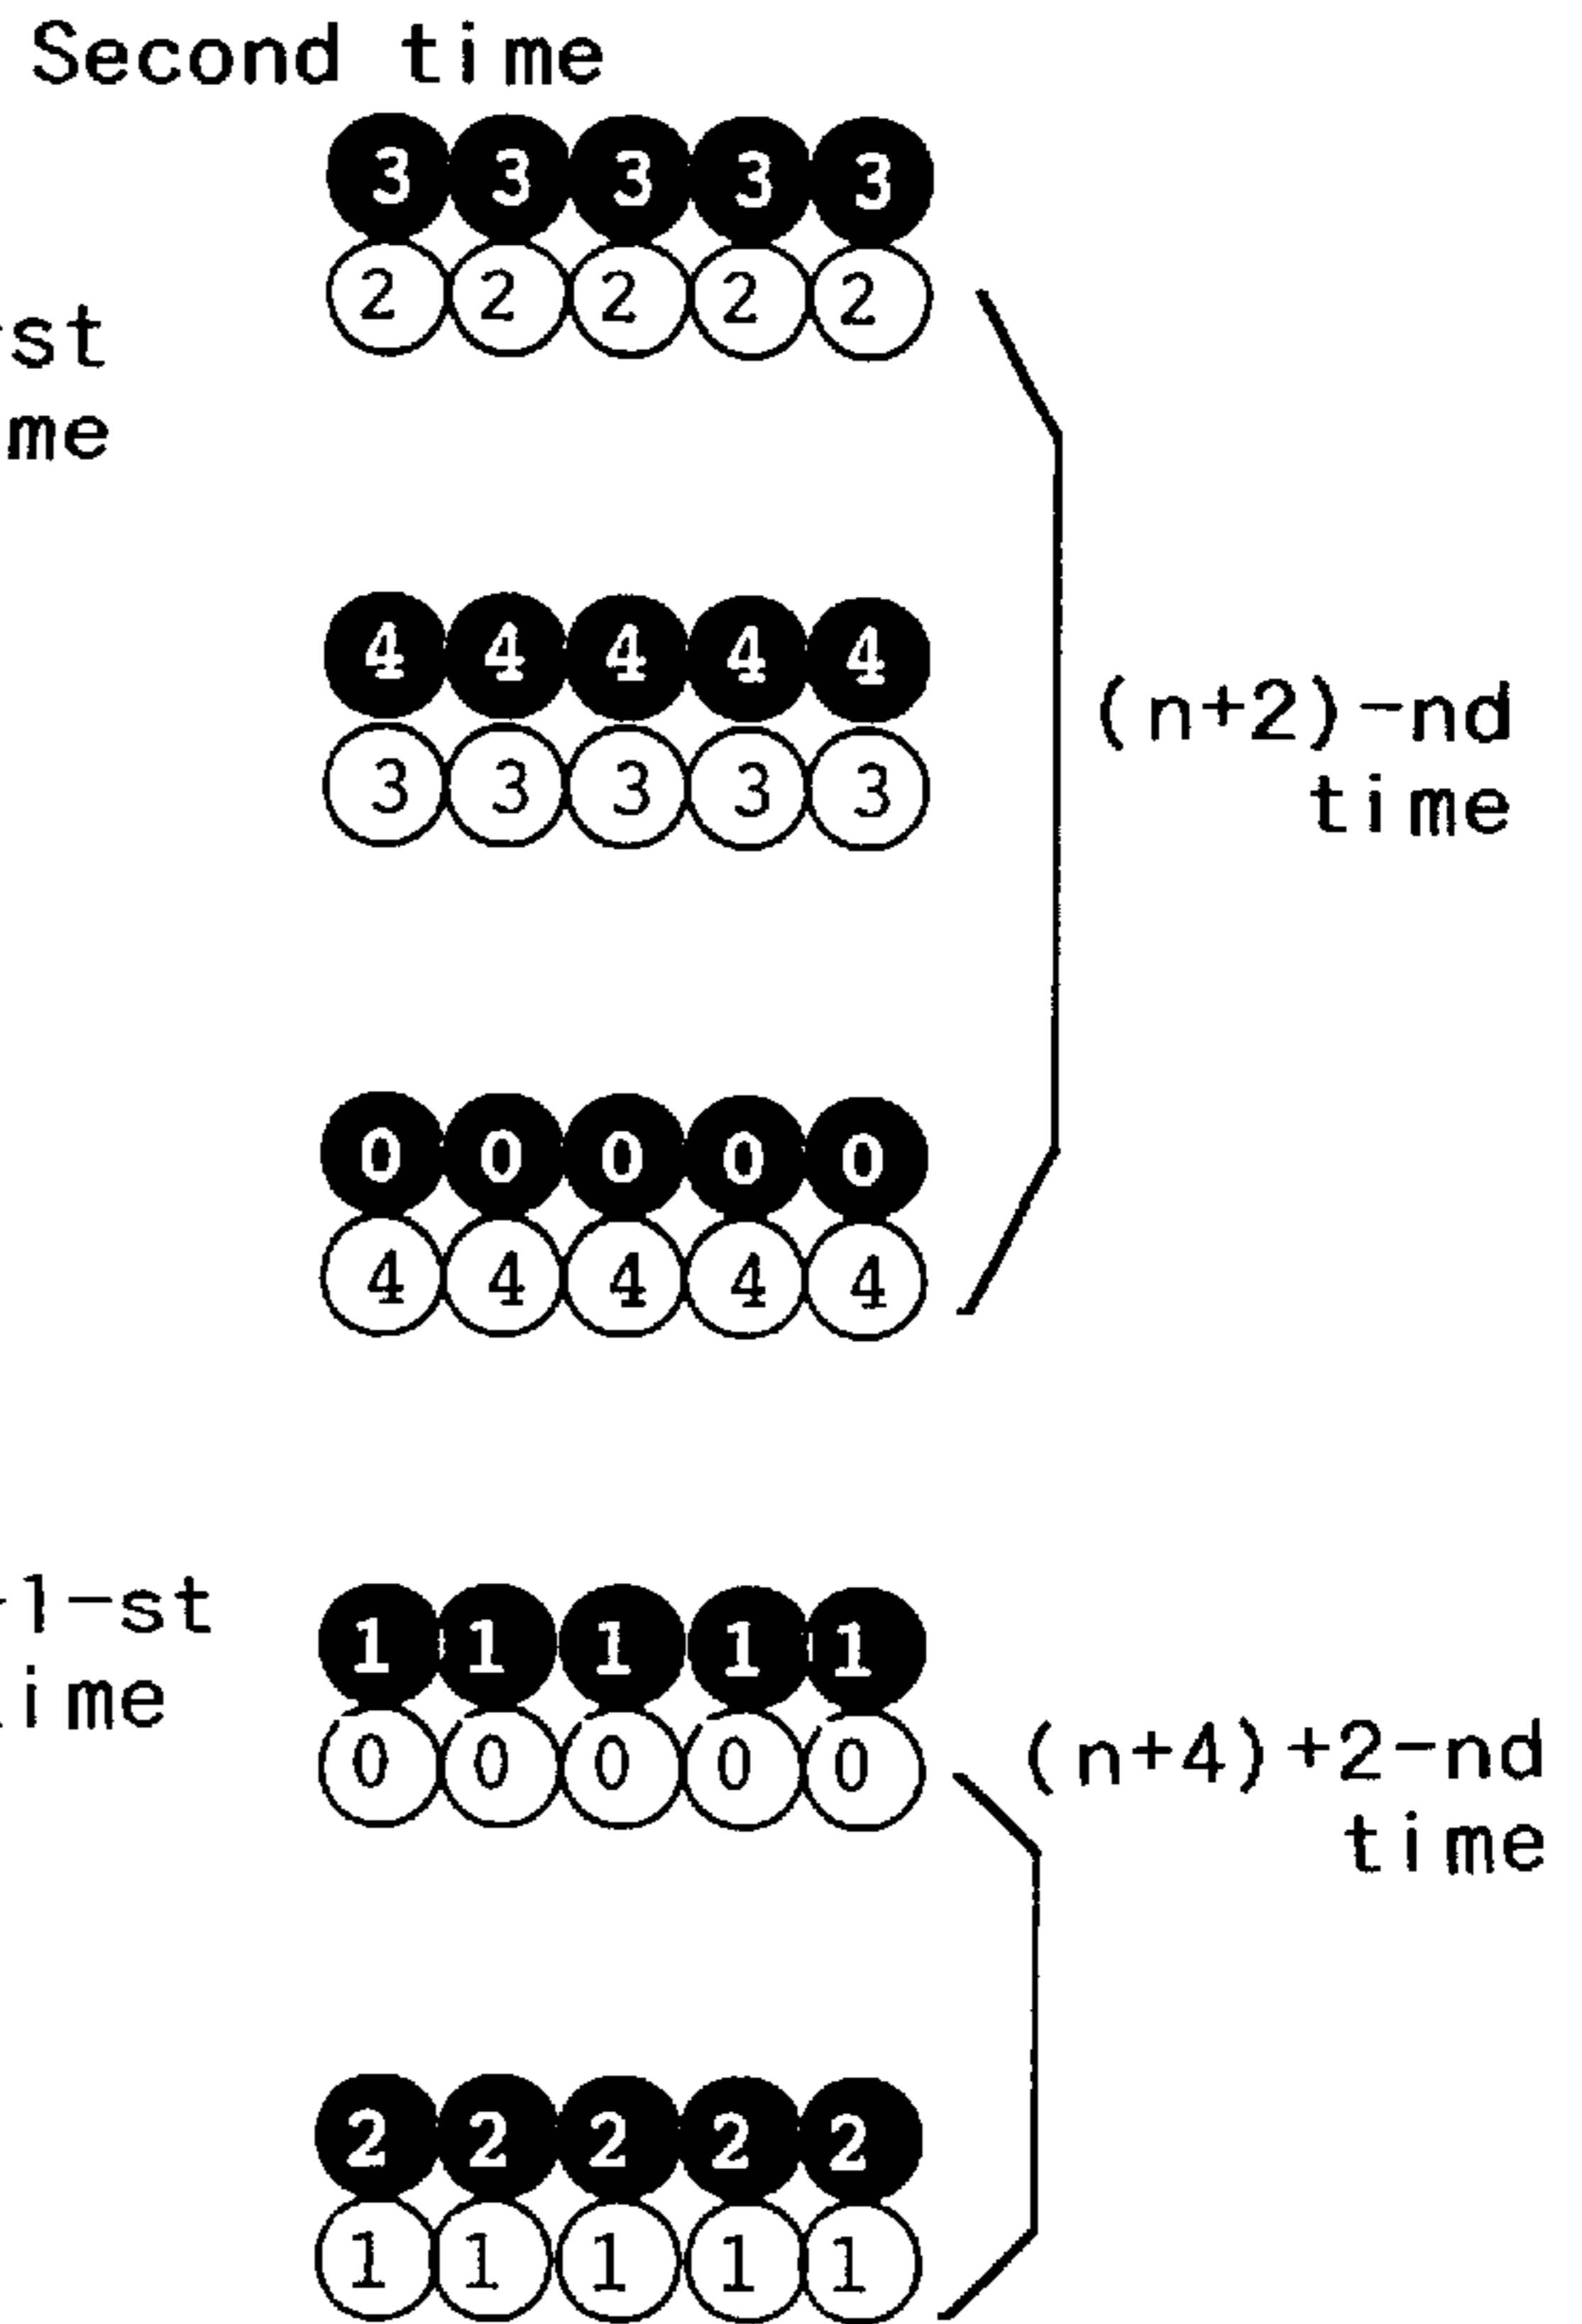 Second time
3 3 3 3 3
2 2 2 2 2
st
me
4 4 4 4 4
3 3 3 3 3
(n+2)-nd
time
0 0 0 0 0
4 4 4 4 4
1-st
ime
1 1 1 1 1
0 0 0 0 0
(n+4)+2-nd
time
2 2 2 2 2
1 1 1 1 1